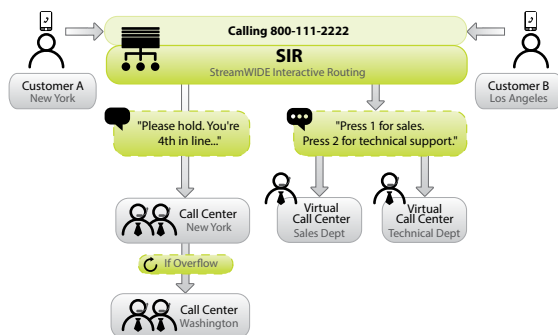 Calling 800-111-2222
SIR
StreamWIDE Interactive Routing
Customer A
New York
Customer B
Los Angeles
"Please hold. You're
4th in line..."
"Press 1 for sales.
Press 2 for technical support."
Call Center
New York
Virtual
Call Center
Sales Dept
Virtual
Call Center
Technical Dept
If Overflow
Call Center
Washington